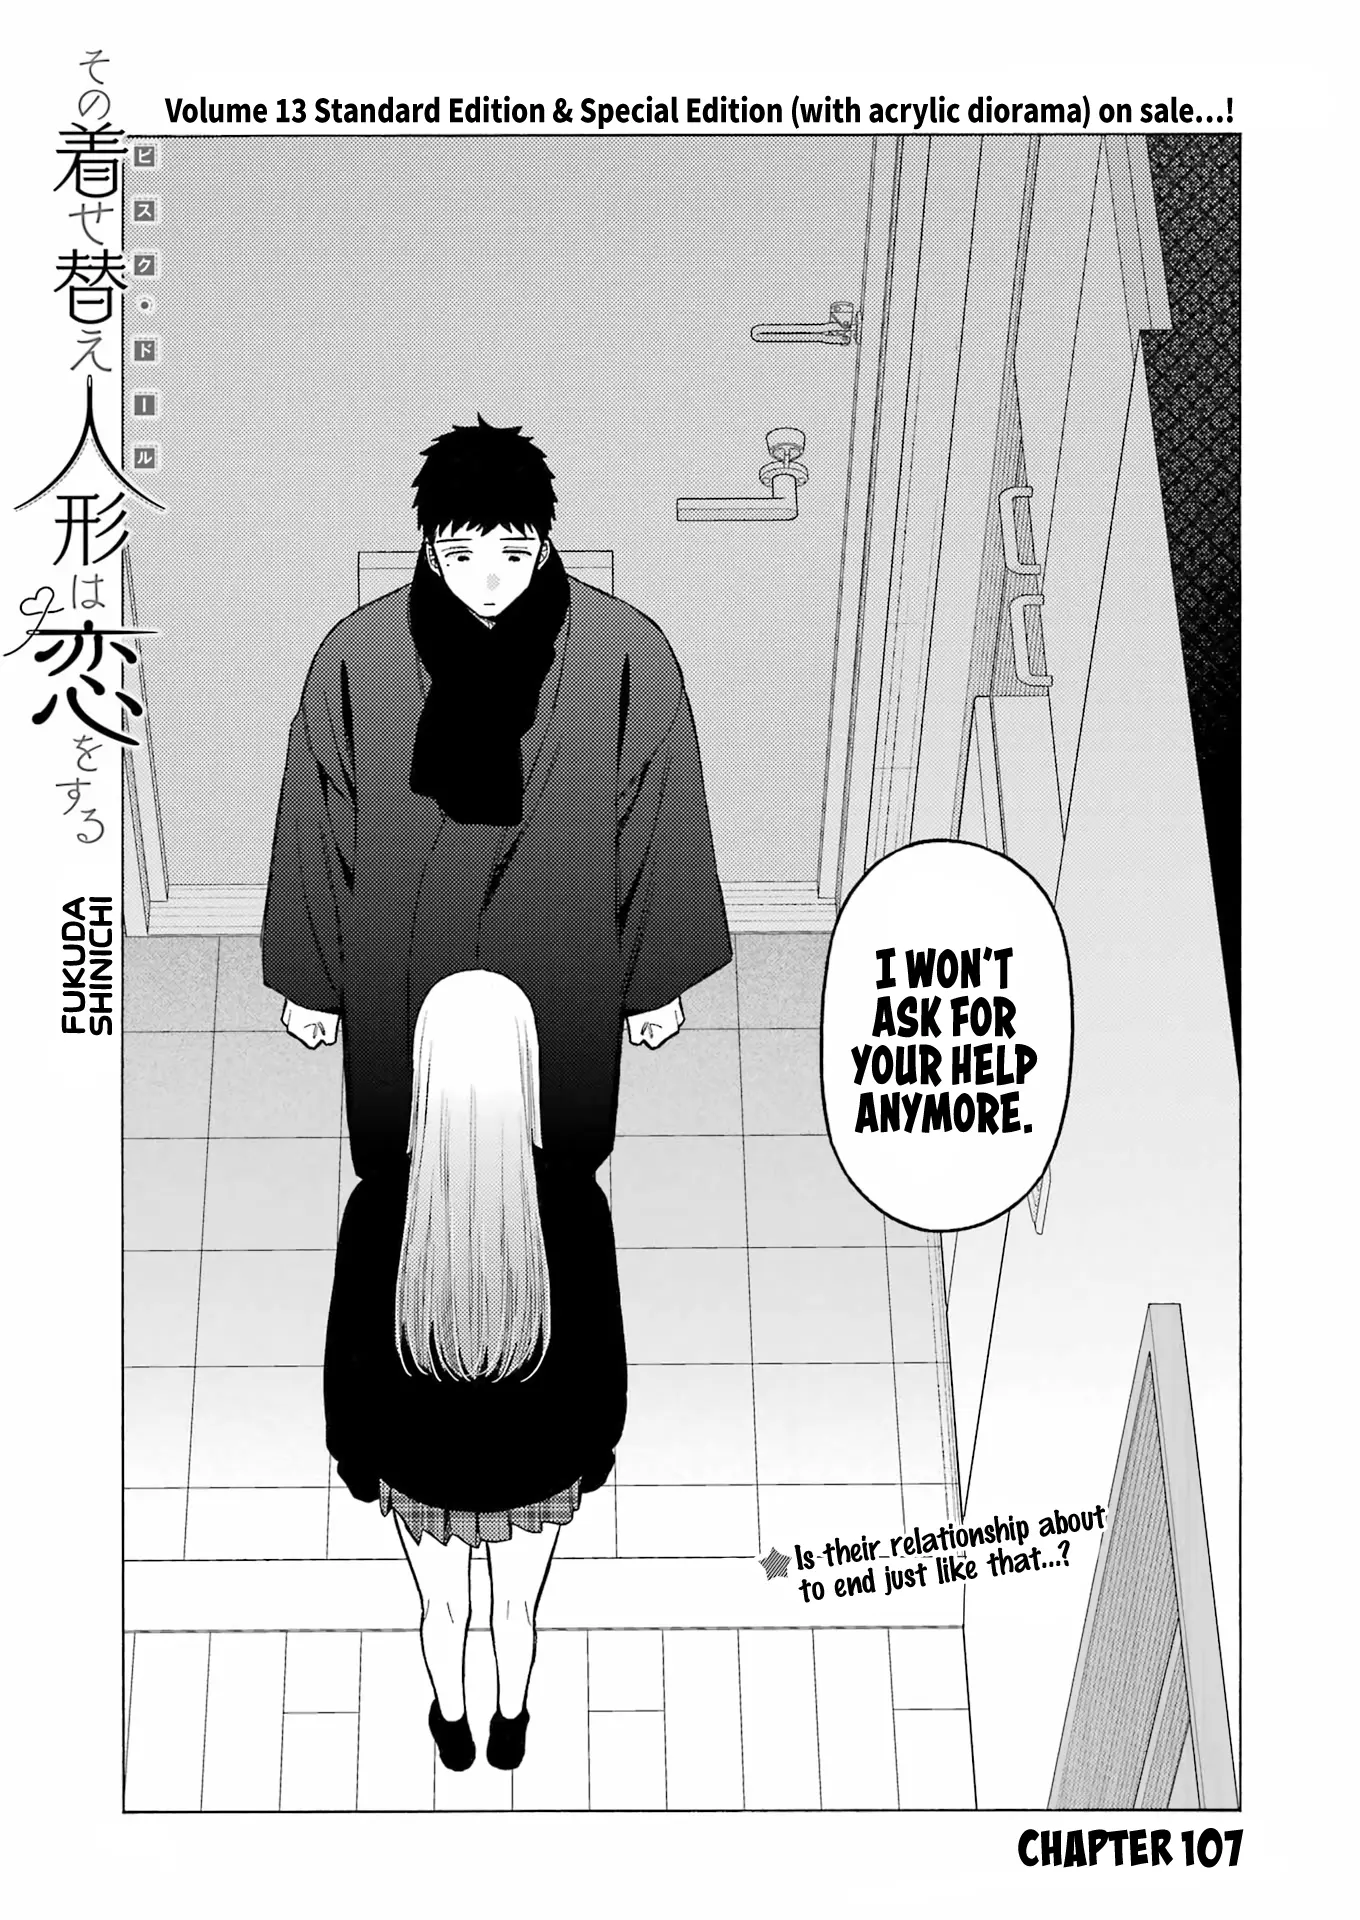 Volume 13 Standard Edition & Special Edition (with acrylic diorama) on sale...!
その着せ替え人形は恋をする
ビスク・ドール
FUKUDA
SHINICHI
I WON'T
ASK FOR
YOUR HELP
ANYMORE.
Is their relationship about
to end just like that...?
CHAPTER 107